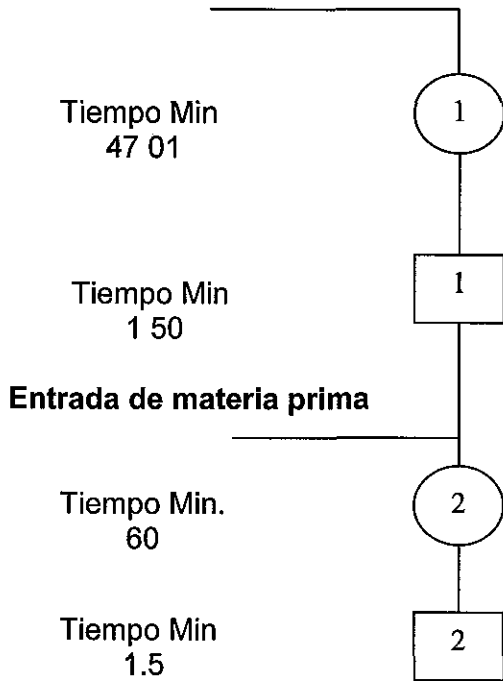 Tiempo Min
47 01
1
Tiempo Min
1 50
1
Entrada de materia prima
Tiempo Min.
60
2
Tiempo Min
1.5
2